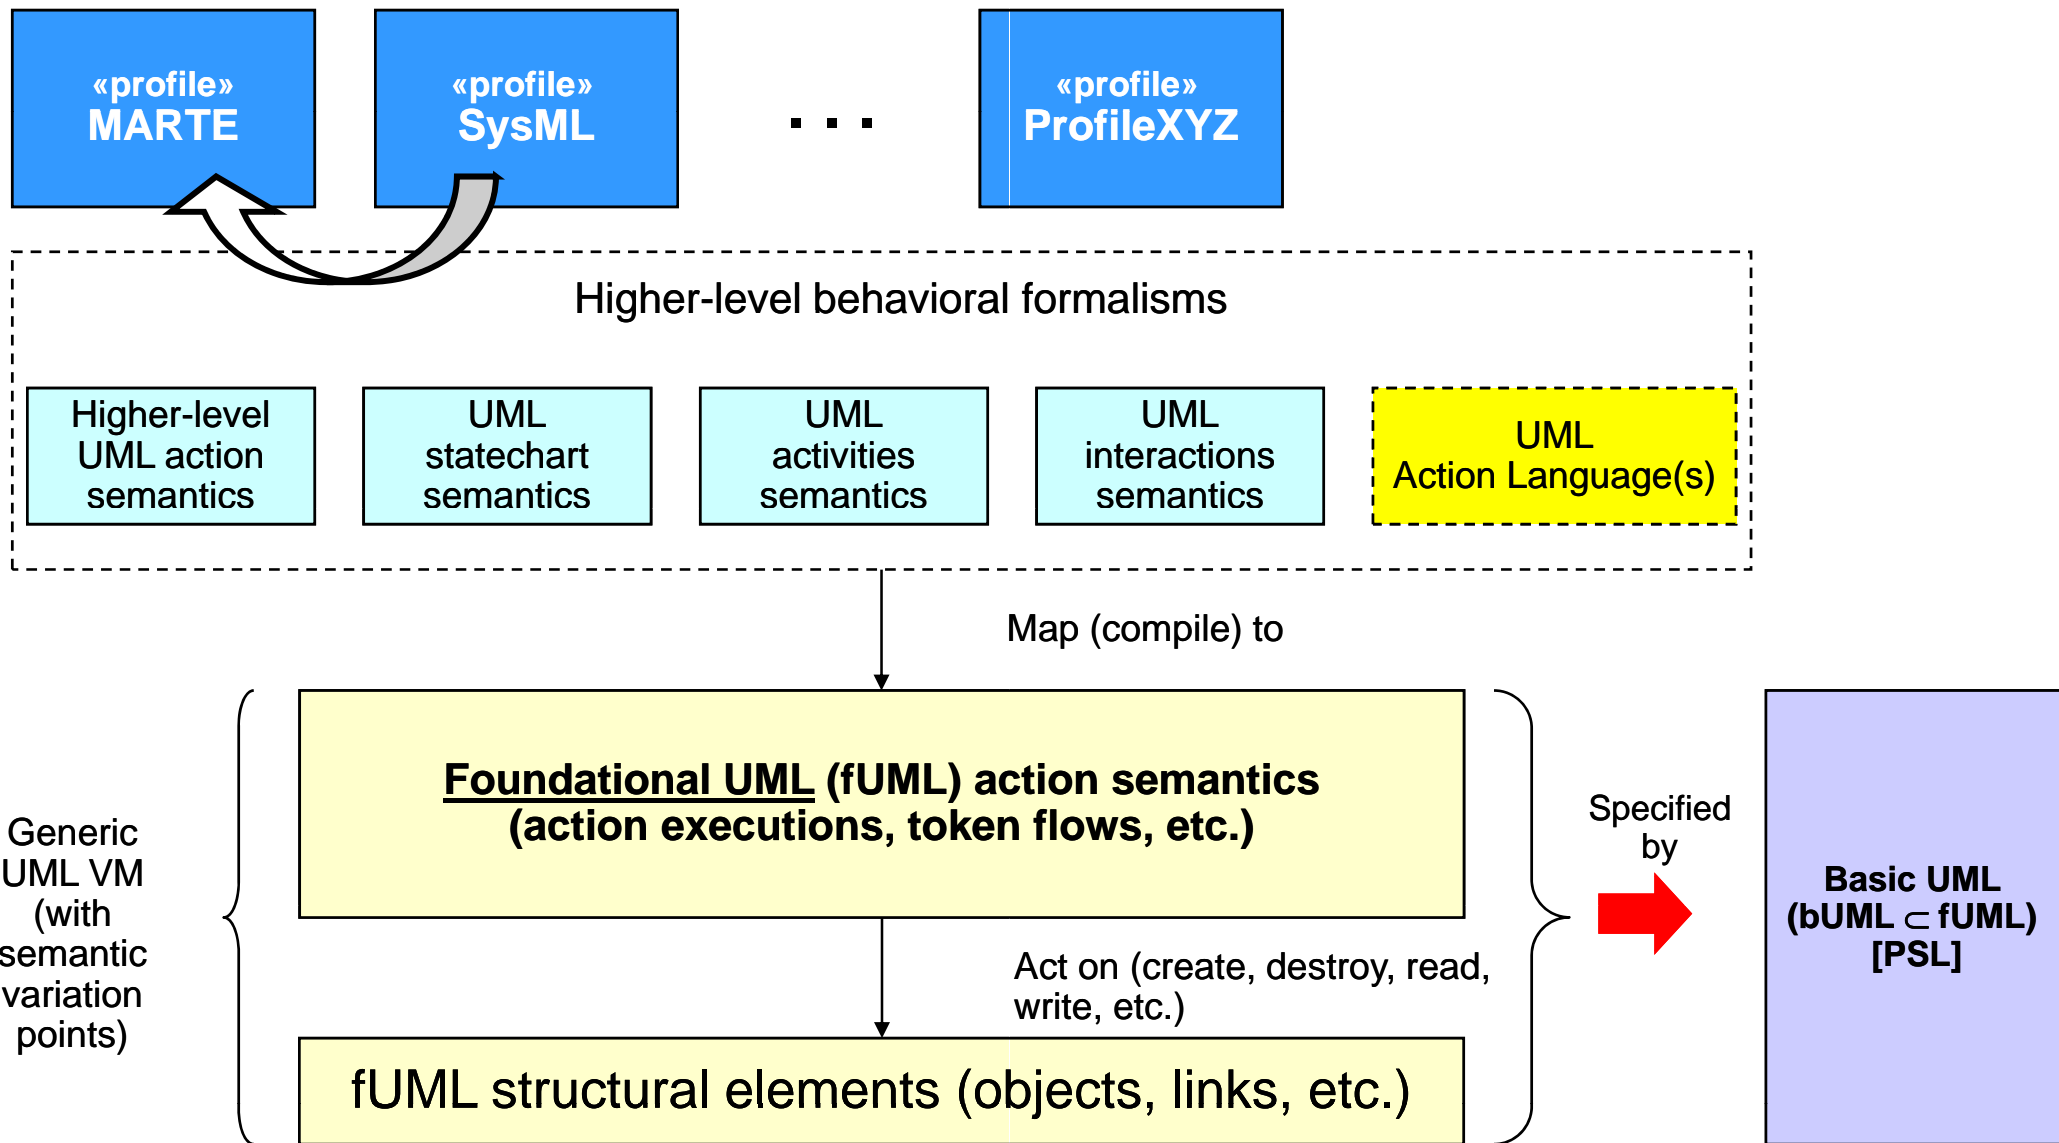 «profile»
MARTE
«profile»
SysML
. . .
«profile»
ProfileXYZ
Higher-level behavioral formalisms
Higher-level
UML action
semantics
UML
statechart
semantics
UML
activities
semantics
UML
interactions
semantics
UML
Action Language(s)
Map (compile) to
Generic
UML VM
(with
semantic
variation
points)
Foundational UML (fUML) action semantics
(action executions, token flows, etc.)
Act on (create, destroy, read,
write, etc.)
fUML structural elements (objects, links, etc.)
Specified
by
Basic UML
(bUML ⊂ fUML)
[PSL]